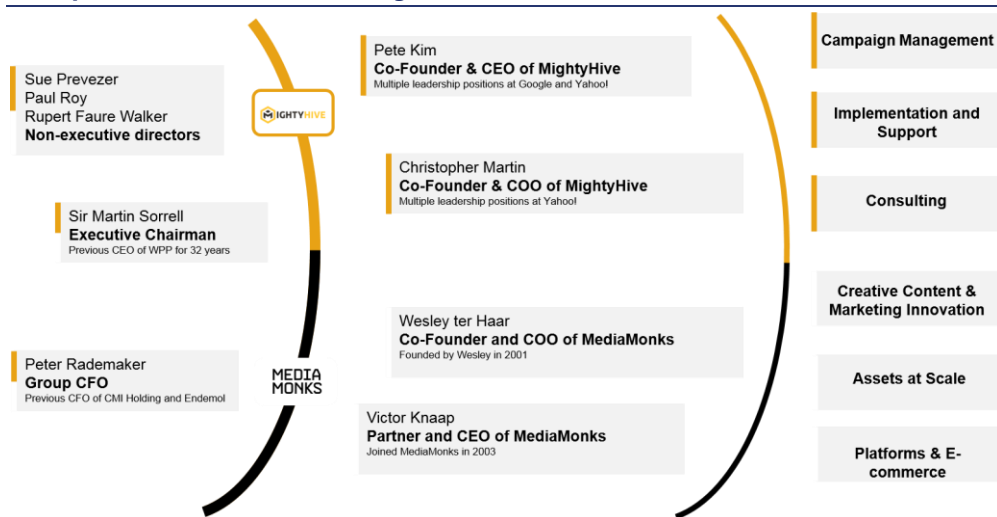 Sue Prevezer
Paul Roy
Rupert Faure Walker
Non-executive directors
Sir Martin Sorrell
Executive Chairman
Previous CEO of WPP for 32 years
Peter Rademaker
Group CFO
Previous CFO of CMI Holding and Endemol
MIGHTYHIVE
MEDIA
MONKS
Pete Kim
Co-Founder & CEO of MightyHive
Multiple leadership positions at Google and Yahoo!
Christopher Martin
Co-Founder & COO of MightyHive
Multiple leadership positions at Yahoo!
Wesley ter Haar
Co-Founder and COO of MediaMonks
Founded by Wesley in 2001
Victor Knaap
Partner and CEO of MediaMonks
Joined MediaMonks in 2003
Campaign Management
Implementation and
Support
Consulting
Creative Content &
Marketing Innovation
Assets at Scale
Platforms & E-
commerce